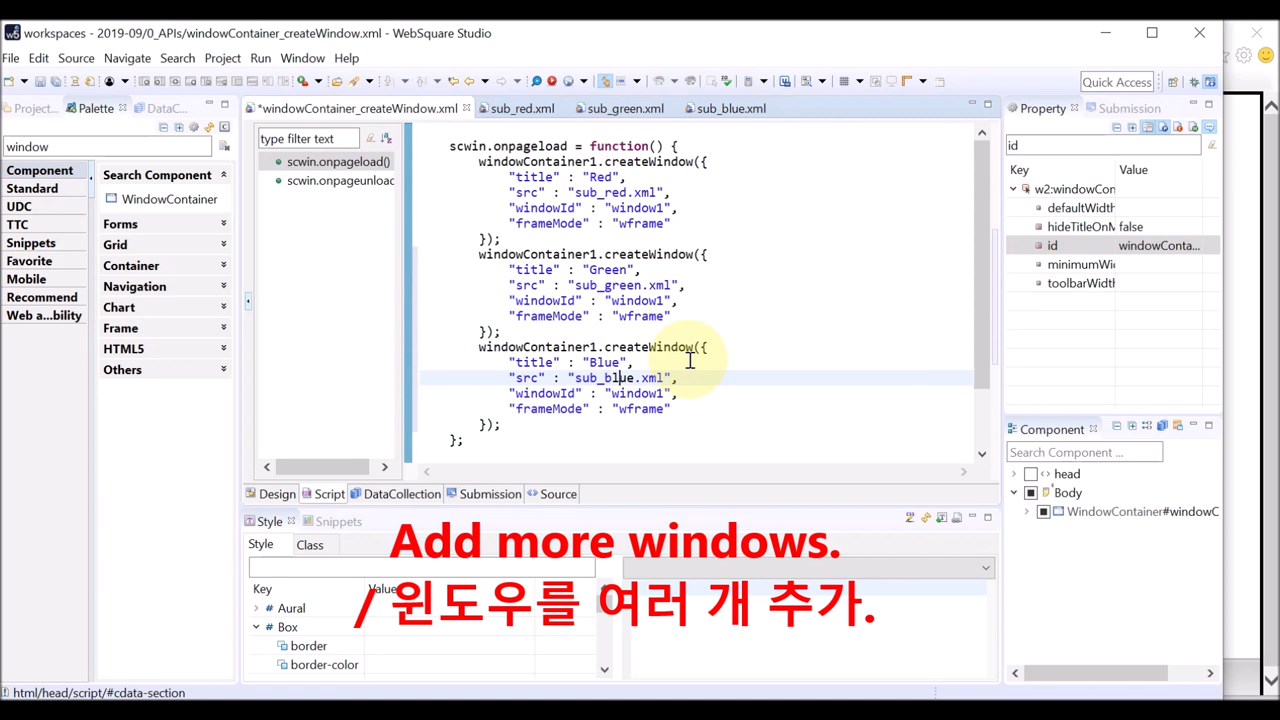 workspaces - 2019-09/0_APIs/windowContainer_createWindow.xml - WebSquare Studio
File Edit Source Navigate Search Project Run Window Help
Quick Access
Project...
Palette
DataC...
window
Component
Standard
UDC
TTC
Snippets
Favorite
Mobile
Recommend
Web a...bility
Search Component
WindowContainer
Forms
Grid
Container
Navigation
Chart
Frame
HTML5
Others
*windowContainer_createWindow.xml
sub_red.xml
sub_green.xml
sub_blue.xml
type filter text
scwin.onpageload()
scwin.onpageunload
scwin.onpageload = function() {
windowContainer1.createWindow({
"title" : "Red",
"src" : "sub_red.xml",
"windowId" : "window1",
"frameMode" : "wframe"
});
windowContainer1.createWindow({
"title" : "Green",
"src" : "sub_green.xml",
"windowId" : "window1",
"frameMode" : "wframe"
});
windowContainer1.createWindow({
"title" : "Blue",
"src" : "sub_blue.xml",
"windowId" : "window1",
"frameMode" : "wframe"
});
};
Design
Script
DataCollection
Submission
Source
Property
Submission
id
Key Value
w2:windowCon
defaultWidth
hideTitleOnM false
id windowConta...
minimumWid
toolbarWidth
Component
Search Component ...
head
Body
WindowContainer#windowC
Style
Snippets
Style
Class
Key Value
Aural
Box
border
border-color
Add more windows.
/ 윈도우를 여러 개 추가.
html/head/script/#cdata-section